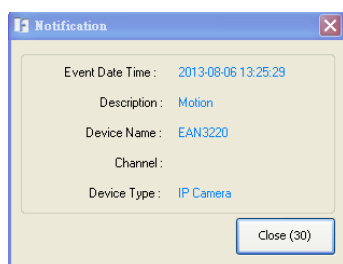 Notification
Event Date Time : 2013-08-06 13:25:29
Description : Motion
Device Name : EAN3220
Channel :
Device Type : IP Camera
Close (30)